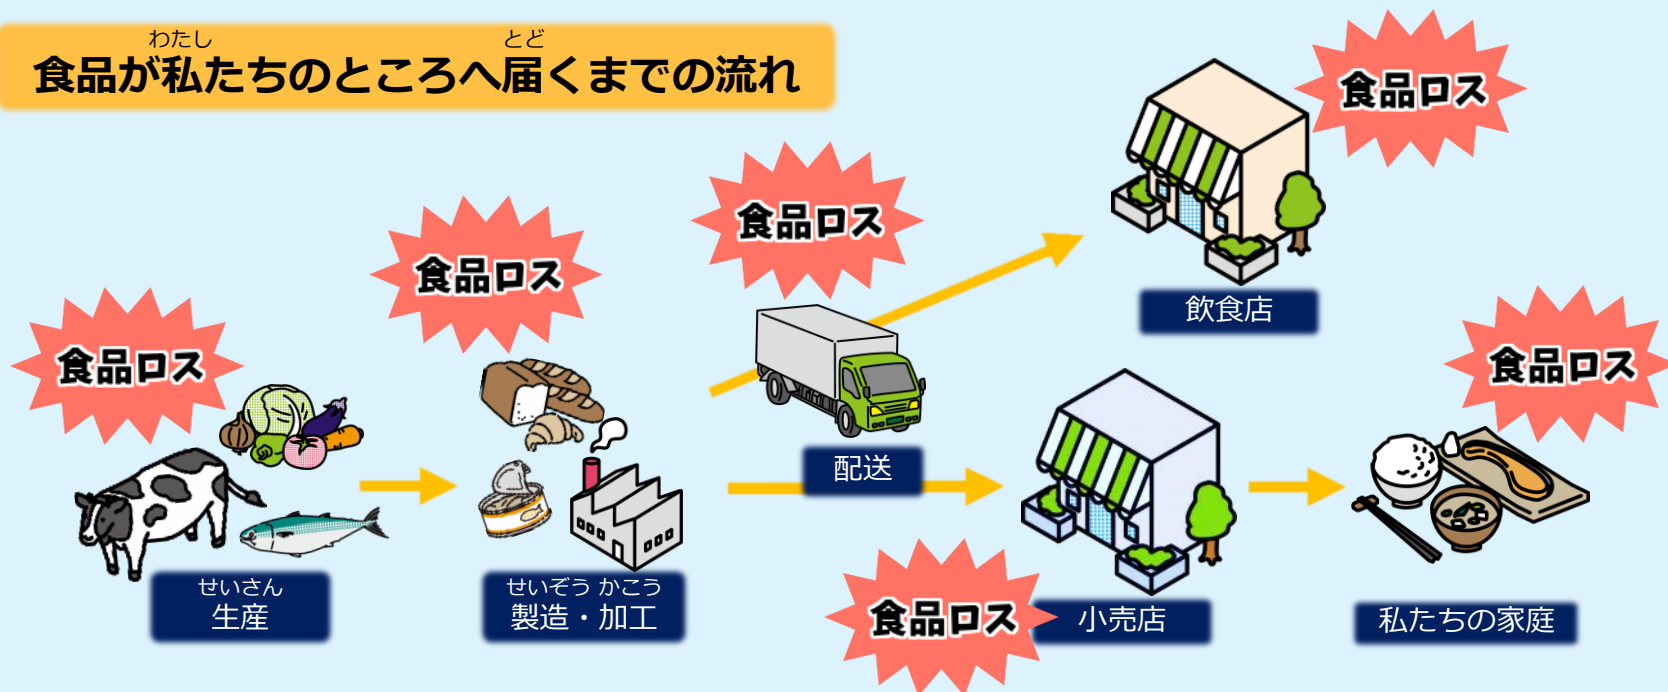 わたし とど
食品が私たちのところへ届くまでの流れ
食品ロス
せいさん
生産
食品ロス
せいぞう かこう
製造・加工
食品ロス
配送
食品ロス
飲食店
食品ロス
小売店
食品ロス
私たちの家庭